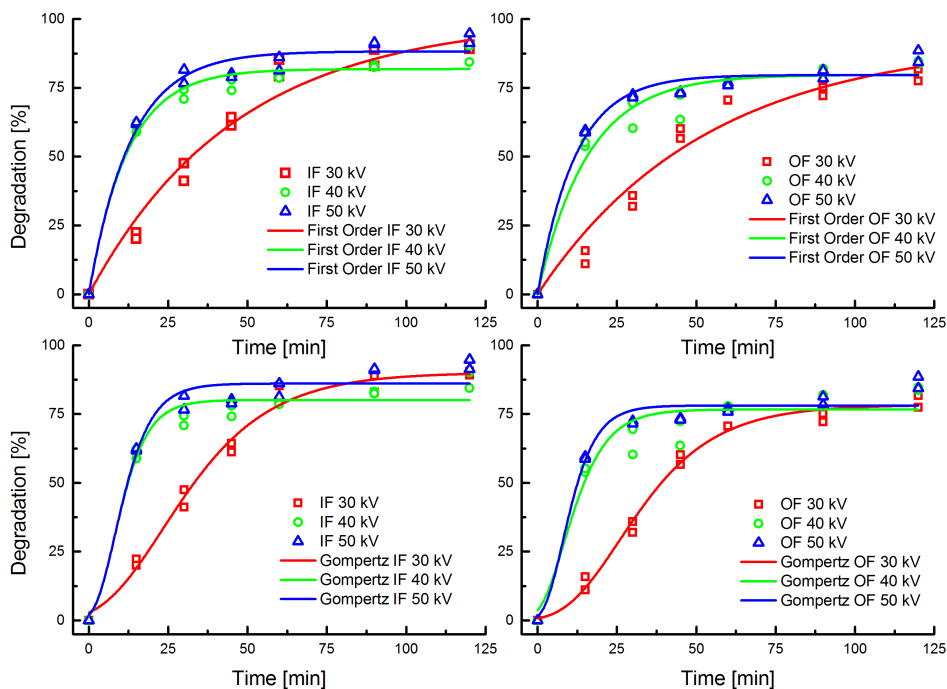 100
75
50
25
0
Degradation [%]
IF 30 kV
IF 40 kV
IF 50 kV
First Order IF 30 kV
First Order IF 40 kV
First Order IF 50 kV
0 25 50 75 100 125
Time [min]
100
75
50
25
0
Degradation [%]
OF 30 kV
OF 40 kV
OF 50 kV
First Order OF 30 kV
First Order OF 40 kV
First Order OF 50 kV
0 25 50 75 100 125
Time [min]
100
75
50
25
0
Degradation [%]
IF 30 kV
IF 40 kV
IF 50 kV
Gompertz IF 30 kV
Gompertz IF 40 kV
Gompertz IF 50 kV
0 25 50 75 100 125
Time [min]
100
75
50
25
0
Degradation [%]
OF 30 kV
OF 40 kV
OF 50 kV
Gompertz OF 30 kV
Gompertz OF 40 kV
Gompertz OF 50 kV
0 25 50 75 100 125
Time [min]